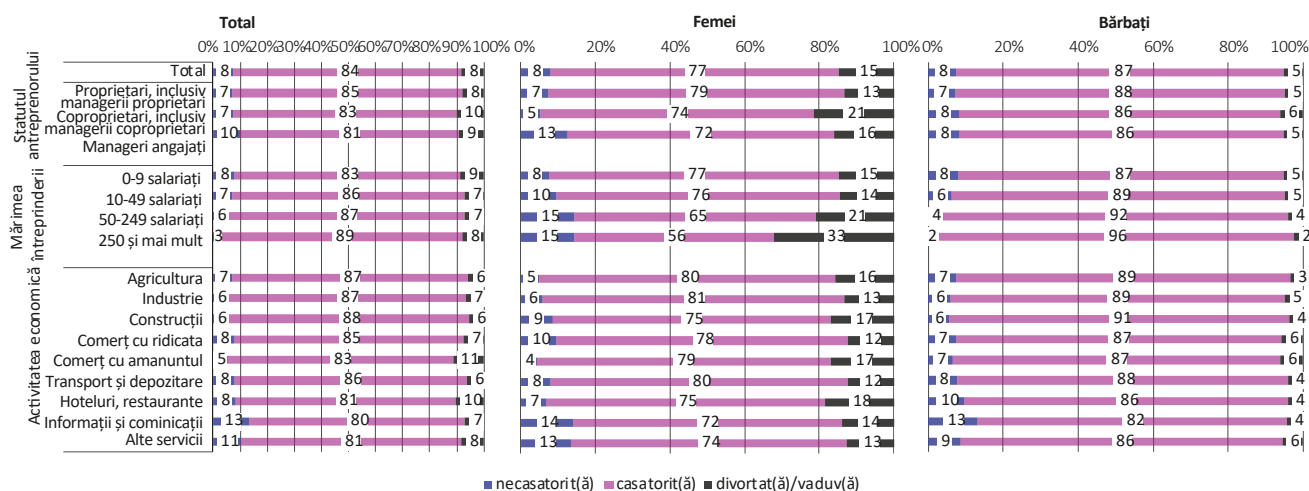 Total Femei Bărbați
0% 10%20%30%40%50%60%70%80%90%100% 0% 20% 40% 60% 80% 100% 0% 20% 40% 60% 80% 100%
Statutul antreprenorului
Total 8 84 8 8 77 15 8 87 5
Proprietari, inclusiv managerii proprietari 7 85 8 7 79 13 7 88 5
Coproprietari, inclusiv managerii coproprietari 7 83 10 5 74 21 8 86 6
Manageri angajați 10 81 9 13 72 16 8 86 5
Mărimea întreprinderii
0-9 salariați 8 83 9 8 77 15 8 87 5
10-49 salariați 7 86 7 10 76 14 6 89 5
50-249 salariați 6 87 7 15 65 21 4 92 4
250 și mai mult 3 89 8 15 56 33 2 96 2
Activitatea economică
Agricultura 7 87 6 5 80 16 7 89 3
Industrie 6 87 7 6 81 13 6 89 5
Construcții 6 88 6 9 75 17 6 91 4
Comerț cu ridicata 8 85 7 10 78 12 7 87 6
Comerț cu amanuntul 5 83 11 4 79 17 7 87 6
Transport și depozitare 8 86 6 8 80 12 8 88 4
Hoteluri, restaurante 8 81 10 7 75 18 10 86 4
Informații și cominicații 13 80 7 14 72 14 13 82 4
Alte servicii 11 81 8 13 74 13 9 86 6
necasatorit(ă) casatorit(ă) divortat(ă)/vaduv(ă)